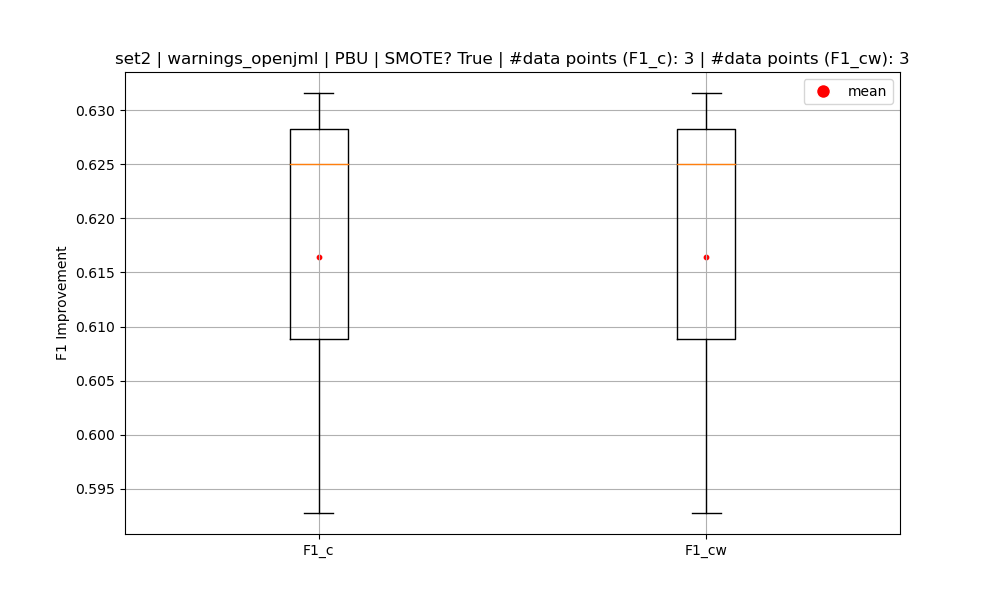 set2 | warnings_openjml | PBU | SMOTE? True | #data points (F1_c): 3 | #data points (F1_cw): 3
mean
0.630
0.625
0.620
0.615
0.610
0.605
0.600
0.595
F1 Improvement
F1_c
F1_cw